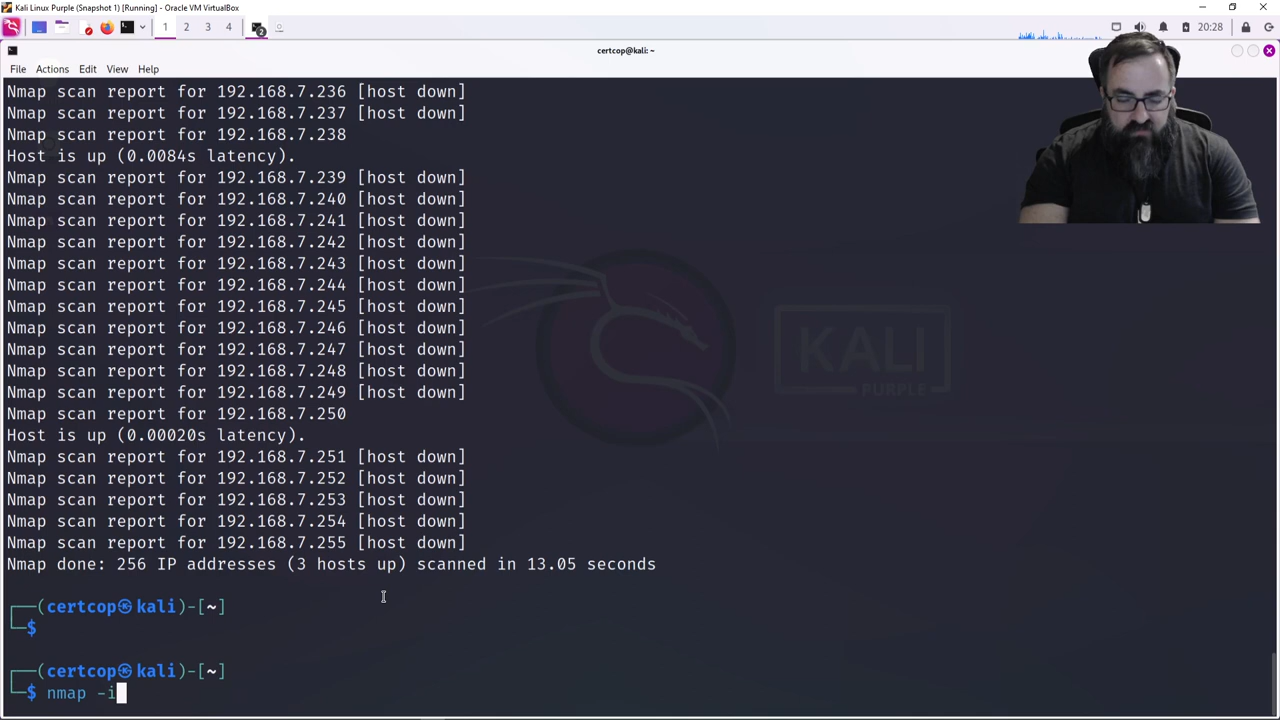 Kali Linux Purple (Snapshot 1) [Running] - Oracle VM VirtualBox
1 2 3 4 2 20:28
certcop@kali: ~
File Actions Edit View Help
Nmap scan report for 192.168.7.236 [host down]
Nmap scan report for 192.168.7.237 [host down]
Nmap scan report for 192.168.7.238
Host is up (0.0084s latency).
Nmap scan report for 192.168.7.239 [host down]
Nmap scan report for 192.168.7.240 [host down]
Nmap scan report for 192.168.7.241 [host down]
Nmap scan report for 192.168.7.242 [host down]
Nmap scan report for 192.168.7.243 [host down]
Nmap scan report for 192.168.7.244 [host down]
Nmap scan report for 192.168.7.245 [host down]
Nmap scan report for 192.168.7.246 [host down]
Nmap scan report for 192.168.7.247 [host down]
Nmap scan report for 192.168.7.248 [host down]
Nmap scan report for 192.168.7.249 [host down]
Nmap scan report for 192.168.7.250
Host is up (0.00020s latency).
Nmap scan report for 192.168.7.251 [host down]
Nmap scan report for 192.168.7.252 [host down]
Nmap scan report for 192.168.7.253 [host down]
Nmap scan report for 192.168.7.254 [host down]
Nmap scan report for 192.168.7.255 [host down]
Nmap done: 256 IP addresses (3 hosts up) scanned in 13.05 seconds
┌──(certcop㉿kali)-[~]
└─$
┌──(certcop㉿kali)-[~]
└─$ nmap -i
KALI
PURPLE